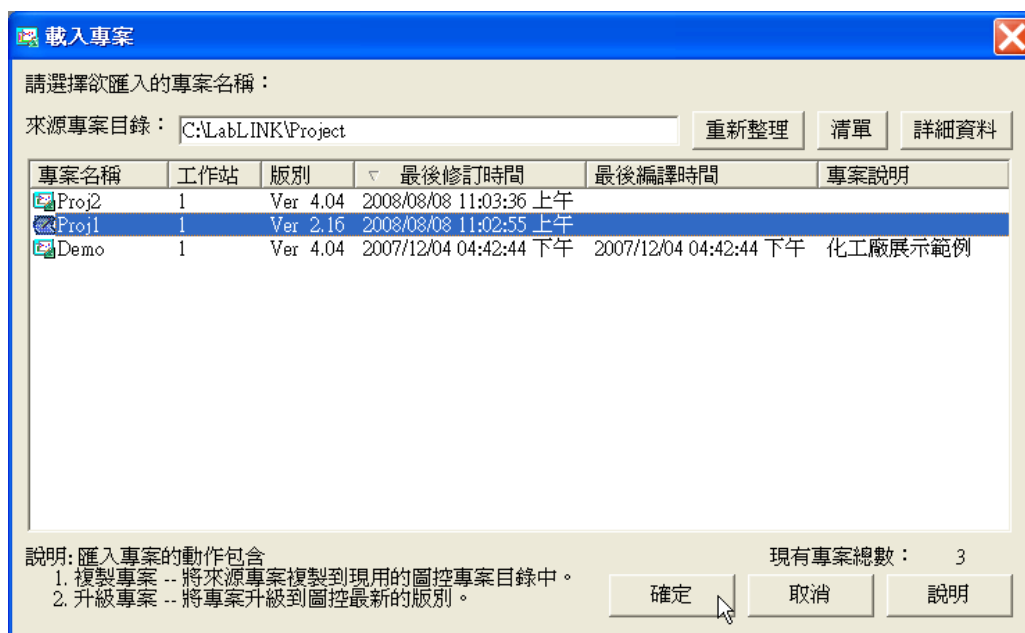 載入專案
請選擇欲匯入的專案名稱：
來源專案目錄： C:\LabLINK\Project 重新整理 清單 詳細資料
專案名稱 工作站 版別 最後修訂時間 最後編譯時間 專案說明
Proj2 1 Ver 4.04 2008/08/08 11:03:36 上午
Proj1 1 Ver 2.16 2008/08/08 11:02:55 上午
Demo 1 Ver 4.04 2007/12/04 04:42:44 下午 2007/12/04 04:42:44 下午 化工廠展示範例
說明: 匯入專案的動作包含 現有專案總數： 3
1. 複製專案 -- 將來源專案複製到現用的圖控專案目錄中。
2. 升級專案 -- 將專案升級到圖控最新的版別。
確定 取消 說明